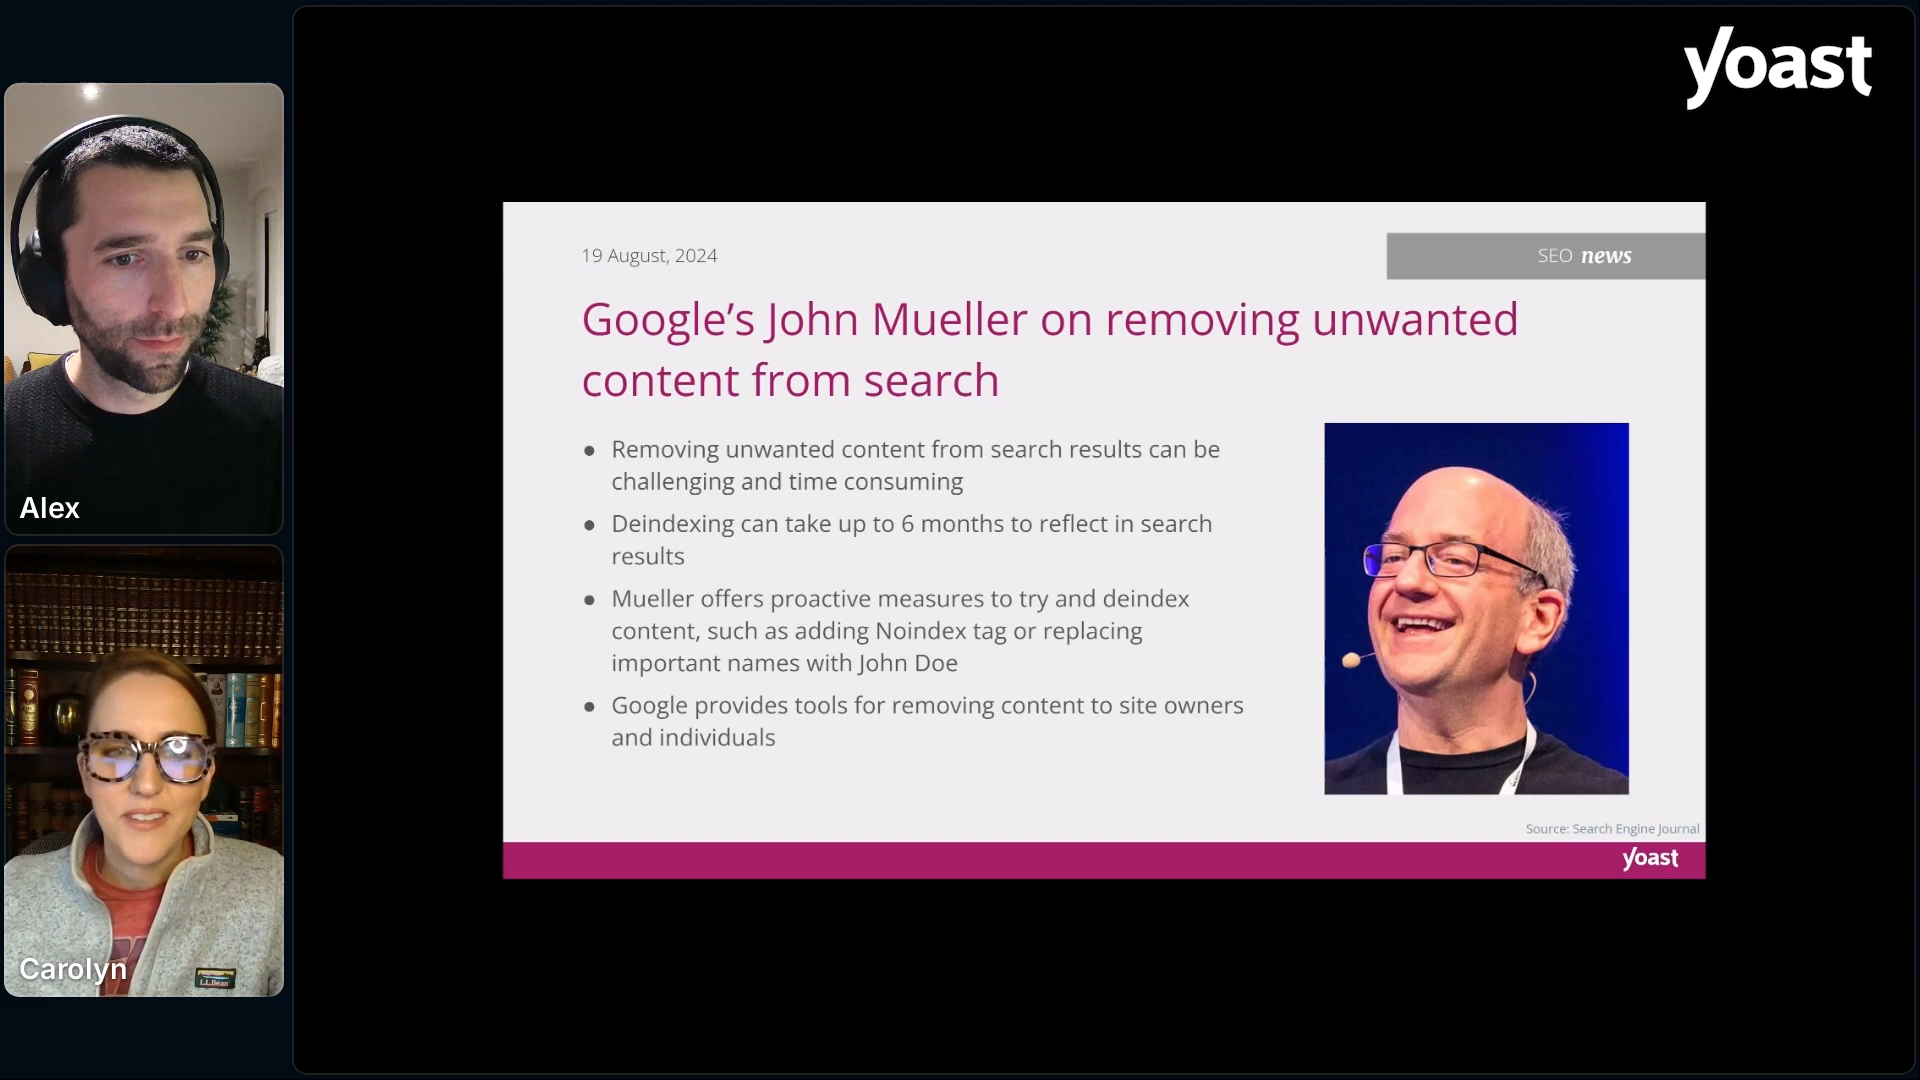 yoast
19 August, 2024
SEO news
Google's John Mueller on removing unwanted
content from search
● Removing unwanted content from search results can be
challenging and time consuming
● Deindexing can take up to 6 months to reflect in search
results
● Mueller offers proactive measures to try and deindex
content, such as adding Noindex tag or replacing
important names with John Doe
● Google provides tools for removing content to site owners
and individuals
Source: Search Engine Journal
yoast
Alex
Carolyn
L.L.Bean